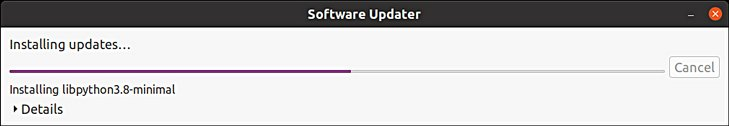 Software Updater
Installing updates…
Cancel
Installing libpython3.8-minimal
Details